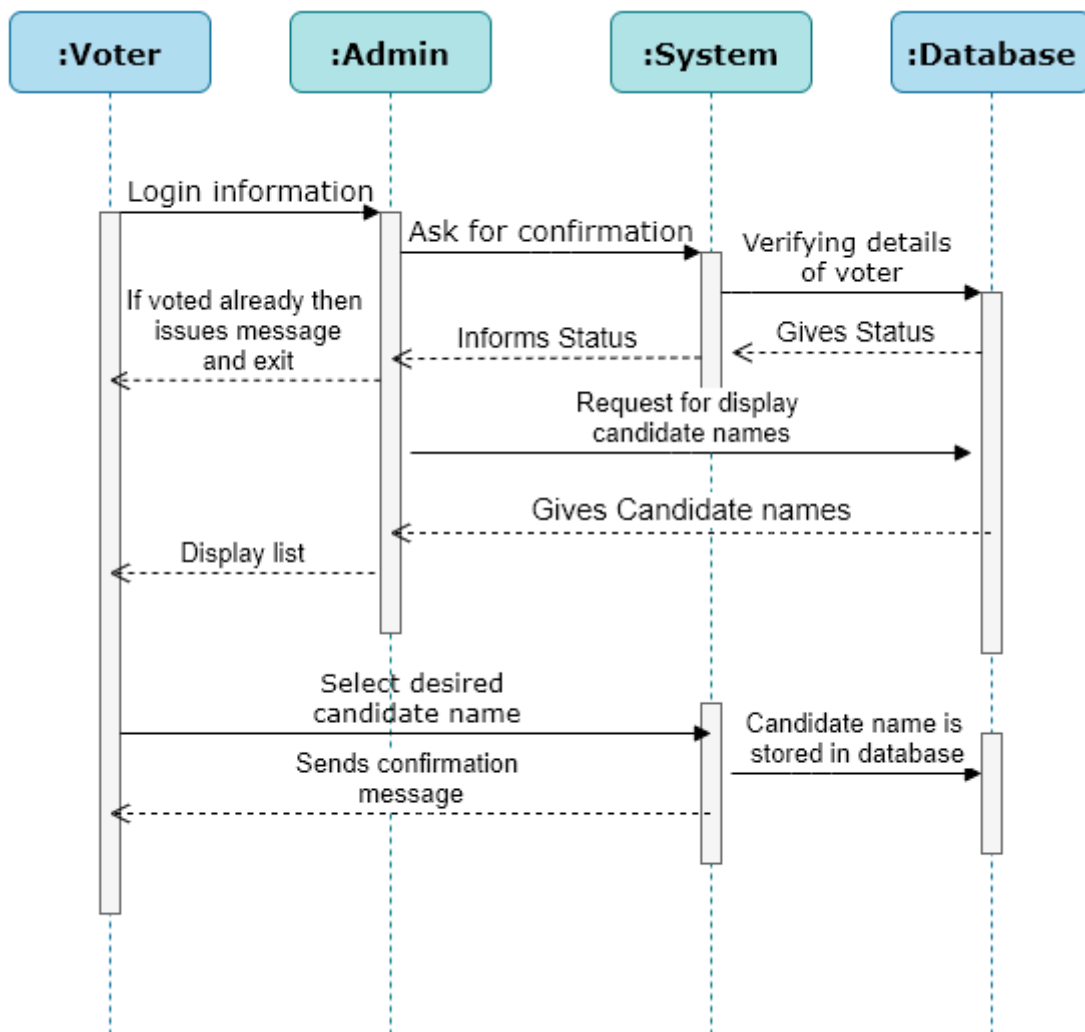 :Voter
:Admin
:System
:Database
Login information
Ask for confirmation
Verifying details
of voter
If voted already then
issues message
and exit
Informs Status
Gives Status
Request for display
candidate names
Gives Candidate names
Display list
Select desired
candidate name
Candidate name is
stored in database
Sends confirmation
message